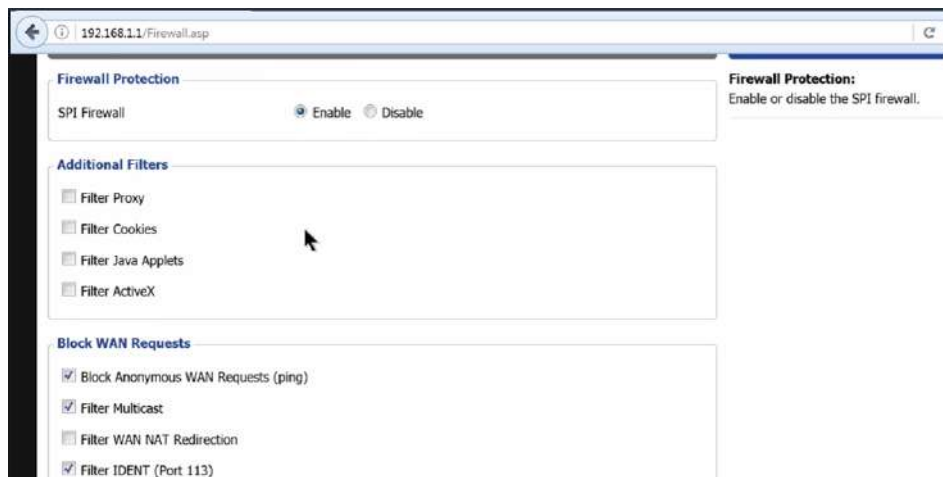 192.168.1.1/Firewall.asp
Firewall Protection
SPI Firewall Enable Disable
Additional Filters
Filter Proxy
Filter Cookies
Filter Java Applets
Filter ActiveX
Block WAN Requests
Block Anonymous WAN Requests (ping)
Filter Multicast
Filter WAN NAT Redirection
Filter IDENT (Port 113)
Firewall Protection:
Enable or disable the SPI firewall.